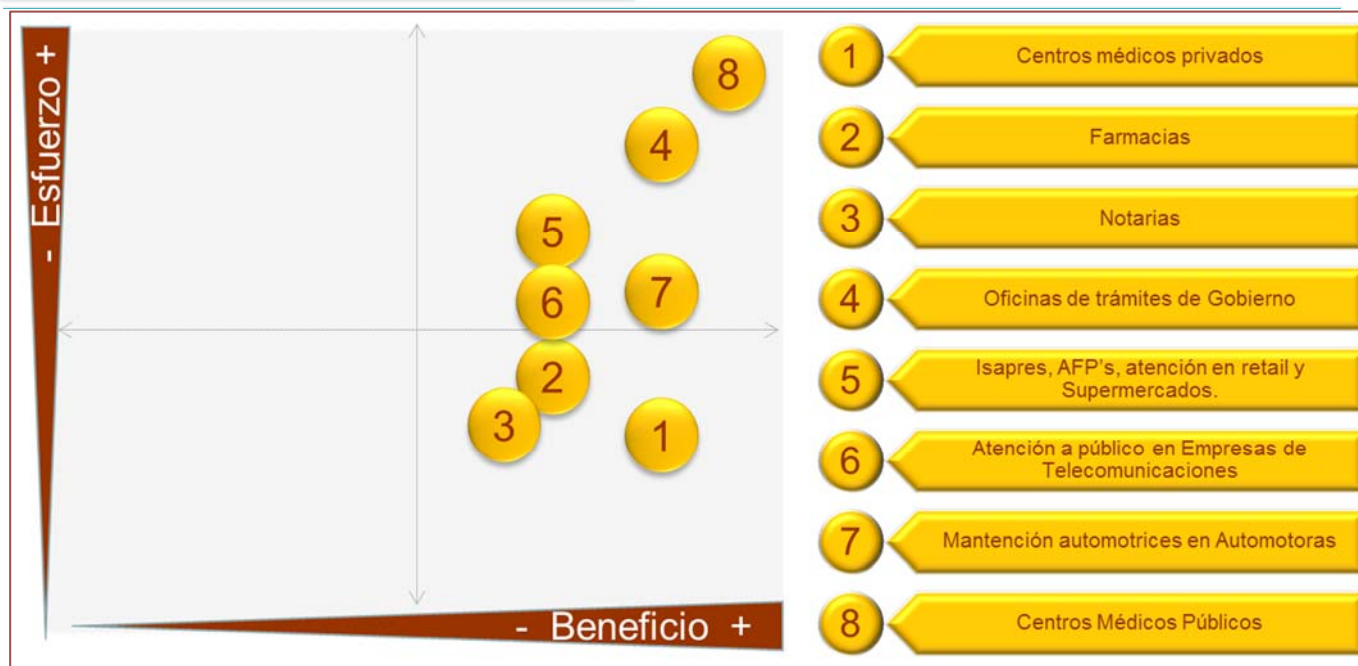 - Esfuerzo +
8
4
5
7
6
2
3
1
- Beneficio +
1
Centros médicos privados
2
Farmacias
3
Notarias
4
Oficinas de trámites de Gobierno
5
Isapres, AFP's, atención en retail y
Supermercados.
6
Atención a público en Empresas de
Telecomunicaciones
7
Mantención automotrices en Automotoras
8
Centros Médicos Públicos